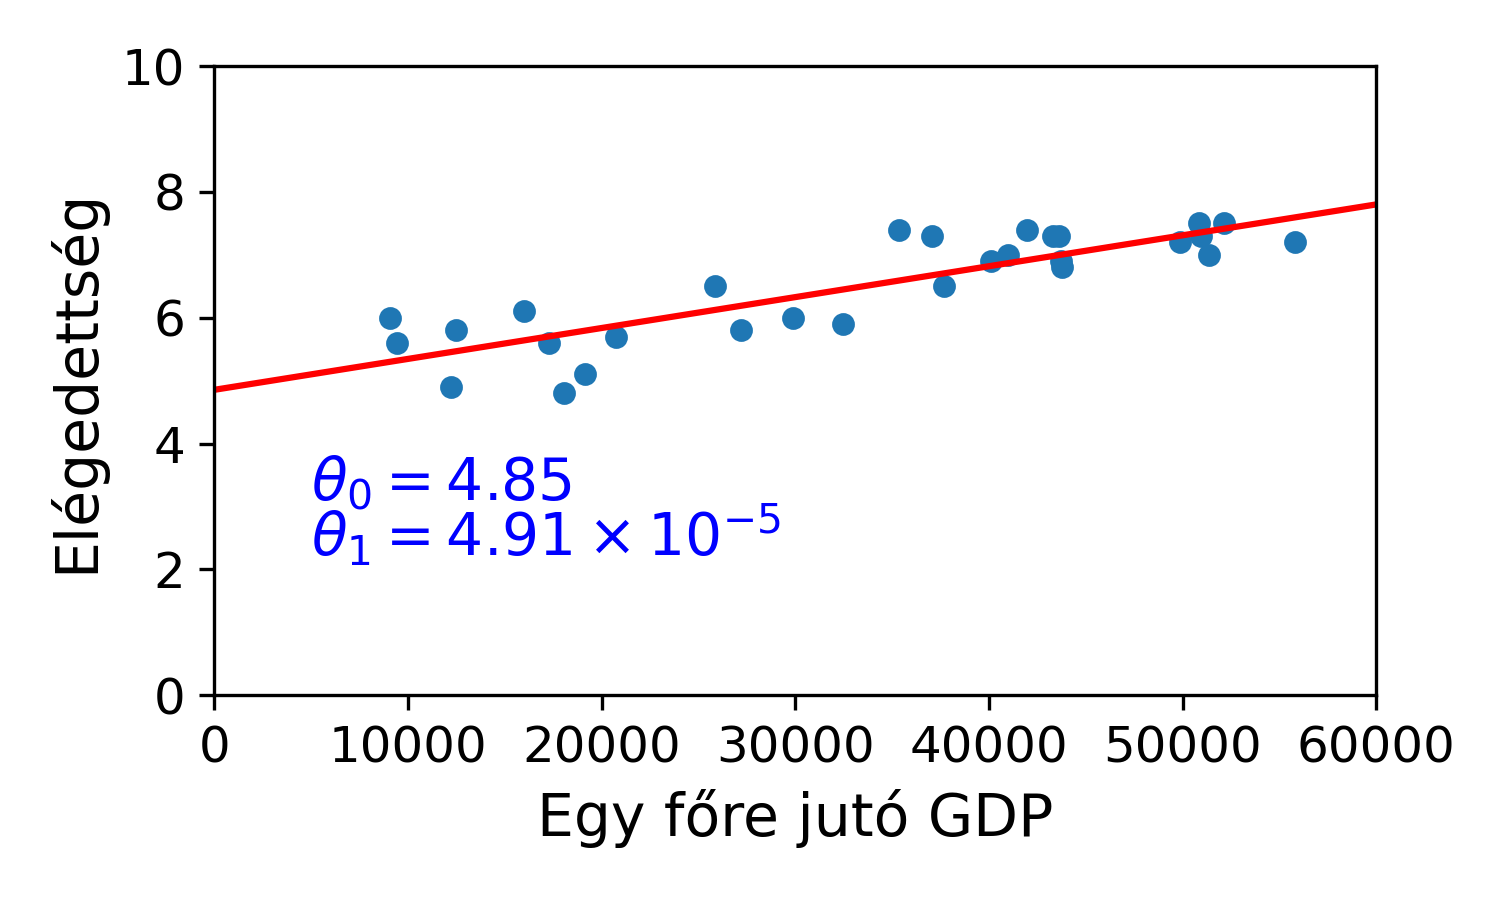 10
8
6
4
2
0
Elégedettség
θ₀ = 4.85
θ₁ = 4.91 × 10⁻⁵
0 10000 20000 30000 40000 50000 60000
Egy főre jutó GDP